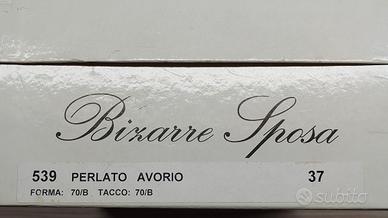 Bizarre Sposa
539 PERLATO AVORIO 37
FORMA: 70/B TACCO: 70/B
subito